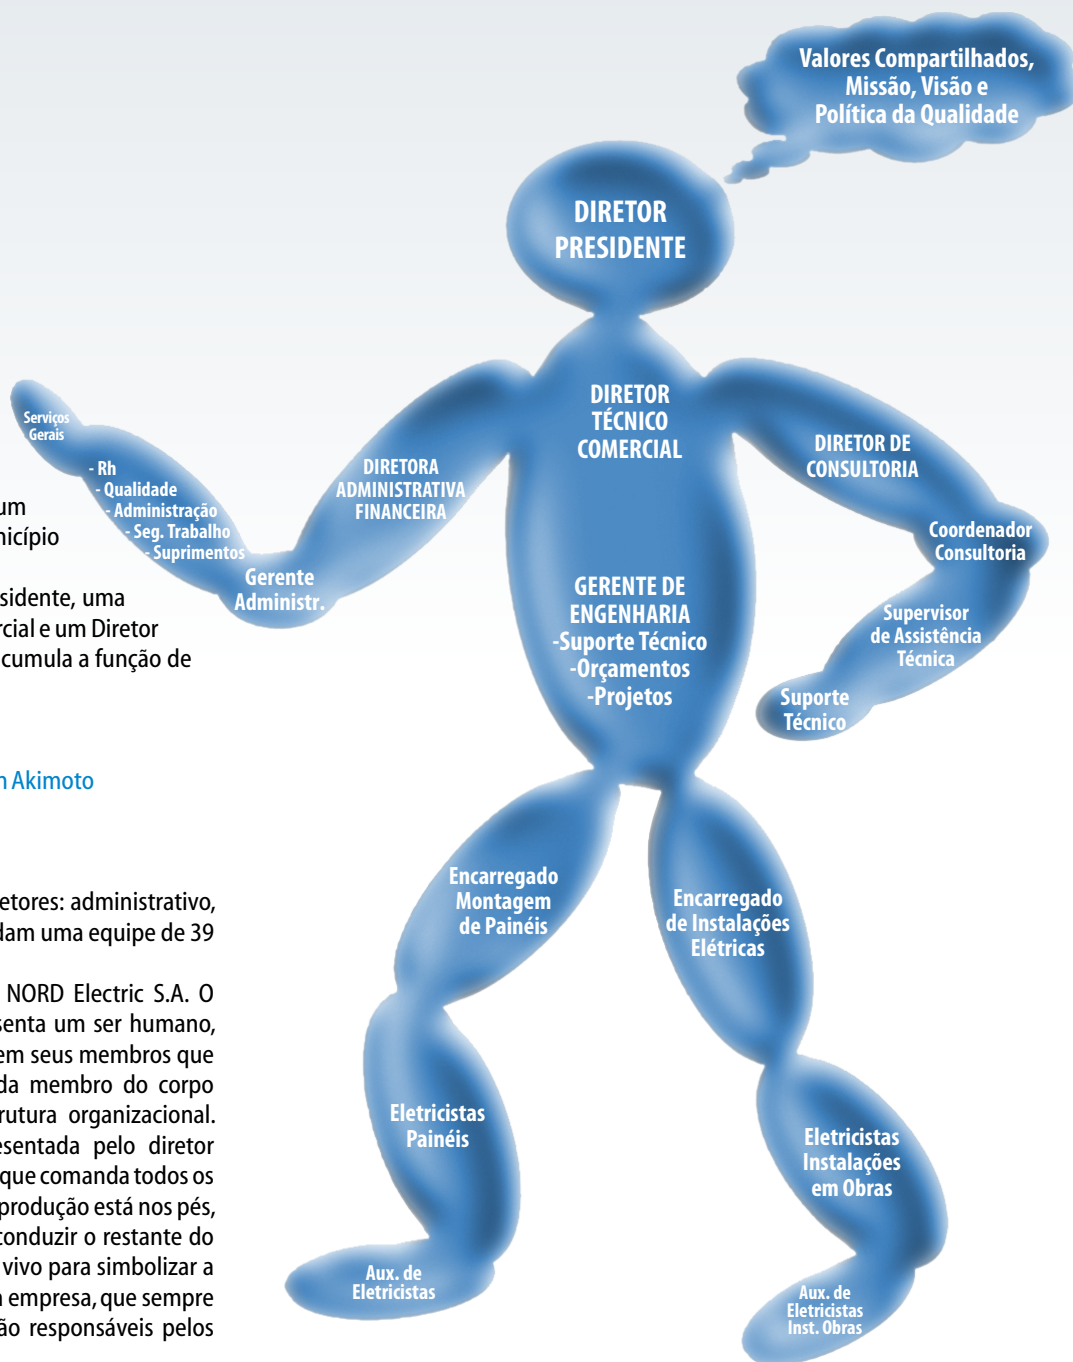 Valores Compartilhados,
Missão, Visão e
Política da Qualidade
DIRETOR
PRESIDENTE
DIRETOR
TÉCNICO
COMERCIAL
GERENTE DE
ENGENHARIA
-Suporte Técnico
-Orçamentos
-Projetos
DIRETORA
ADMINISTRATIVA
FINANCEIRA
Gerente
Administr.
- Rh
- Qualidade
- Administração
- Seg. Trabalho
- Suprimentos
Serviços
Gerais
DIRETOR DE
CONSULTORIA
Coordenador
Consultoria
Supervisor
de Assistência
Técnica
Suporte
Técnico
Encarregado
Montagem
de Painéis
Eletricistas
Painéis
Aux. de
Eletricistas
Encarregado
de Instalações
Elétricas
Eletricistas
Instalações
em Obras
Aux. de
Eletricistas
Inst. Obras
um
nicípio
sidente, uma
rcial e um Diretor
cumula a função de
n Akimoto
etores: administrativo,
dam uma equipe de 39
NORD Electric S.A. O
senta um ser humano,
em seus membros que
da membro do corpo
rutura organizacional.
esentada pelo diretor
que comanda todos os
produção está nos pés,
conduzir o restante do
vivo para simbolizar a
a empresa, que sempre
ão responsáveis pelos